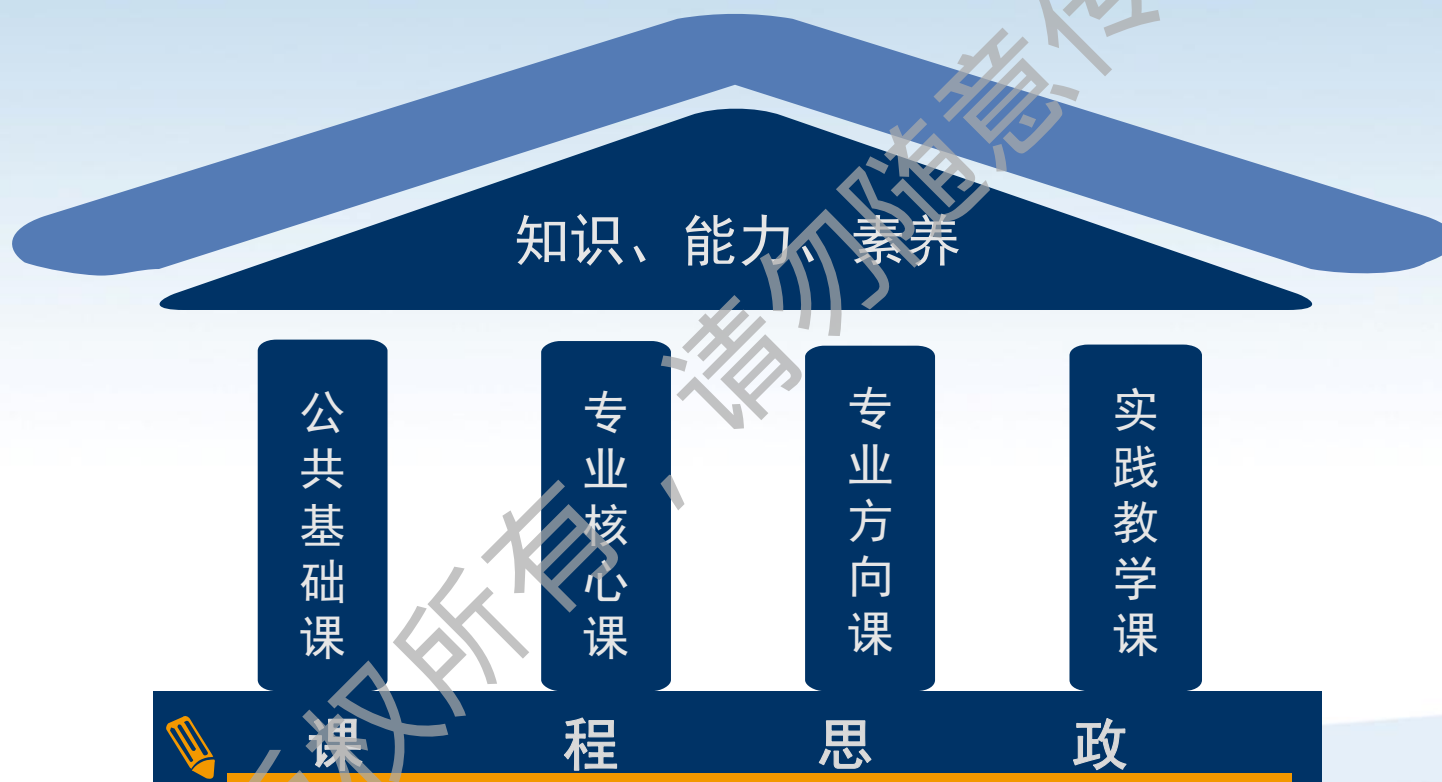 知识、能力、素养
公共基础课
专业核心课
专业方向课
实践教学课
课程思政
权所有，请勿随意传